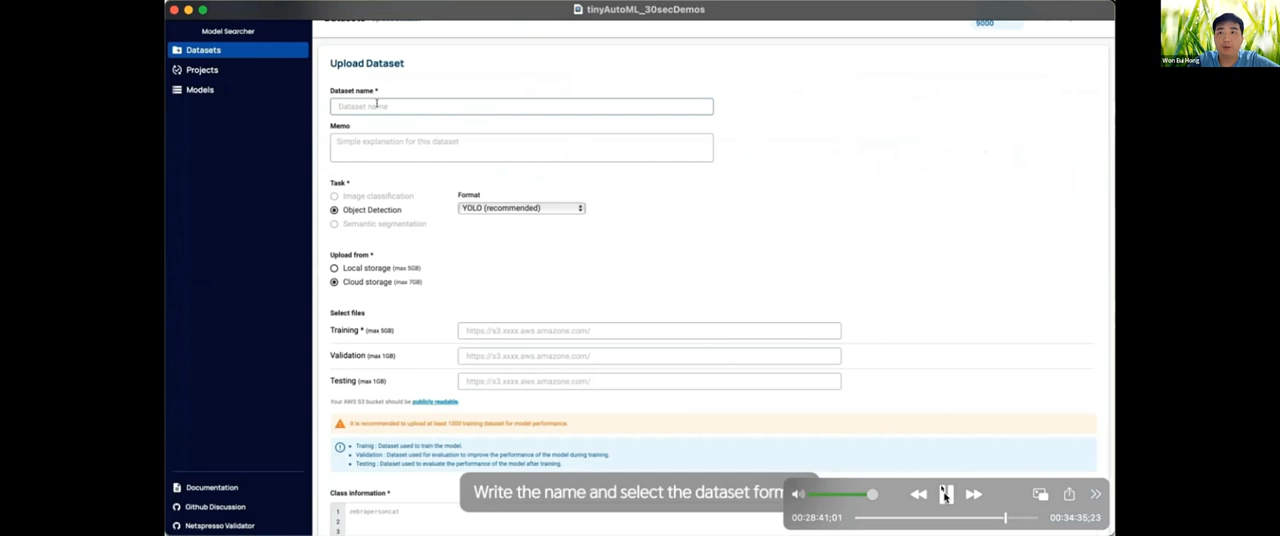 tinyAutoML_30secDemos
Model Searcher
9000
Won Eui Hong
Datasets
Projects
Models
Upload Dataset
Dataset name *
Dataset name
Memo
Simple explanation for this dataset
Task *
Format
Image classification
Object Detection
YOLO (recommended)
Semantic segmentation
Upload from *
Local storage (max 5GB)
Cloud storage (max 7GB)
Select files
Training * (max 5GB)
https://s3.xxxx.aws.amazone.com/
Validation (max 1GB)
https://s3.xxxx.aws.amazone.com/
Testing (max 1GB)
https://s3.xxxx.aws.amazone.com/
Your AWS S3 bucket should be publicly readable.
It is recommended to upload at least 1000 training dataset for model performance.
Trainig : Dataset used to train the model.
Validation : Dataset used for evaluation to improve the performance of the model during training.
Testing : Dataset used to evaluate the performance of the model after training.
Class information *
1 zebrapersoncat
2
3
Write the name and select the dataset form
00:28:41;01
00:34:35;23
Documentation
Github Discussion
Netspresso Validator